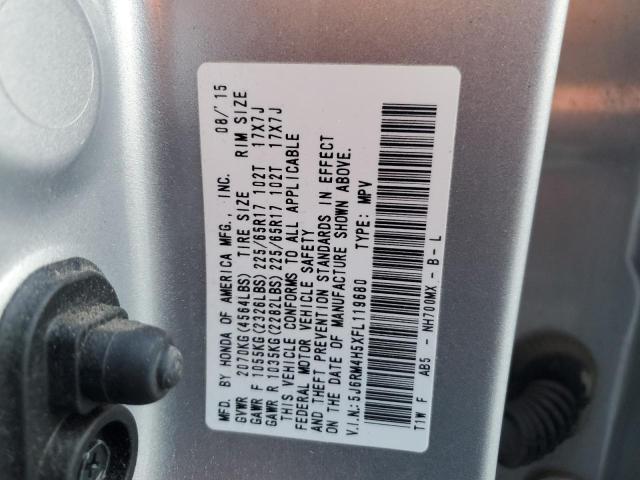 MFD. BY HONDA OF AMERICA MFG., INC. 08/'15
GVWR 2070KG(4564LBS) TIRE SIZE RIM SIZE
GAWR F 1055KG(2326LBS) 225/65R17 102T 17X7J
GAWR R 1035KG(2282LBS) 225/65R17 102T 17X7J
THIS VEHICLE CONFORMS TO ALL APPLICABLE
FEDERAL MOTOR VEHICLE SAFETY
AND THEFT PREVENTION STANDARDS IN EFFECT
ON THE DATE OF MANUFACTURE SHOWN ABOVE.
V.I.N: 5J6RM4H5XFL119680 TYPE: MPV
T1W F AB5 - NH700MX - B - L